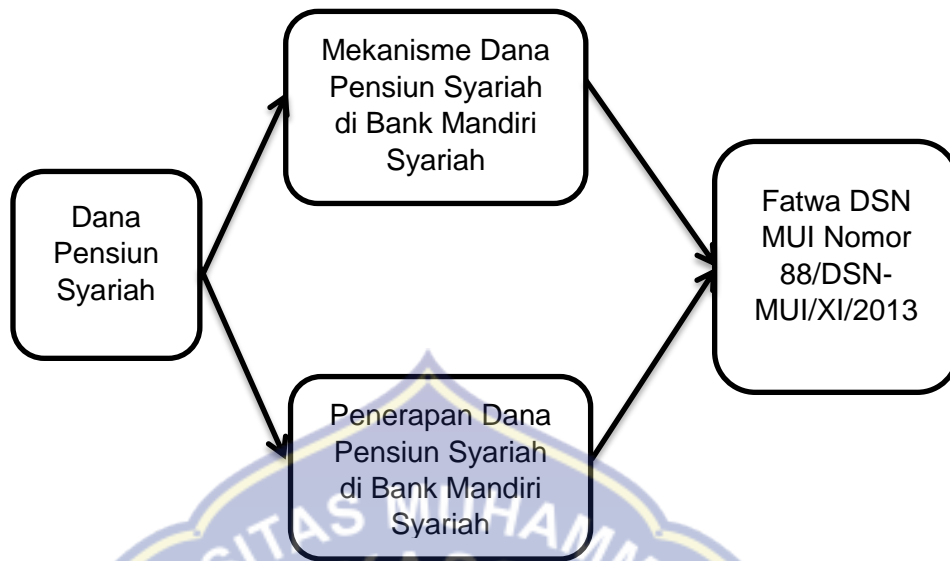 Mekanisme Dana
Pensiun Syariah
di Bank Mandiri
Syariah
Dana
Pensiun
Syariah
Fatwa DSN
MUI Nomor
88/DSN-
MUI/XI/2013
Penerapan Dana
Pensiun Syariah
di Bank Mandiri
Syariah